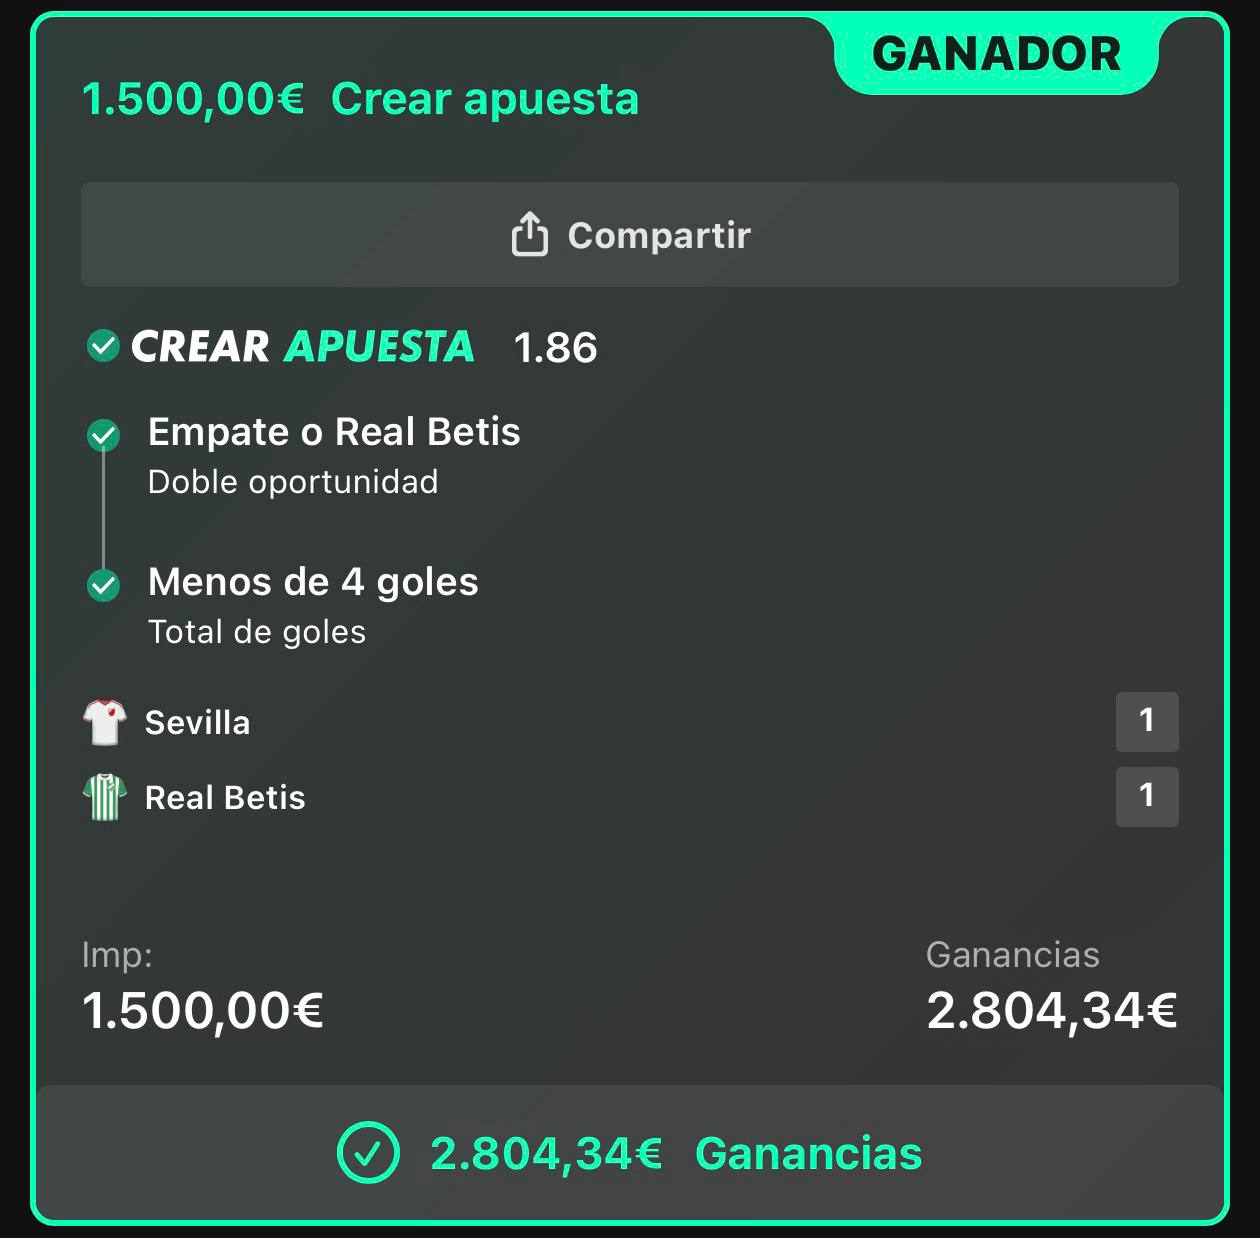 GANADOR
1.500,00€ Crear apuesta
Compartir
CREAR APUESTA 1.86
Empate o Real Betis
Doble oportunidad
Menos de 4 goles
Total de goles
Sevilla 1
Real Betis 1
Imp: Ganancias
1.500,00€ 2.804,34€
2.804,34€ Ganancias